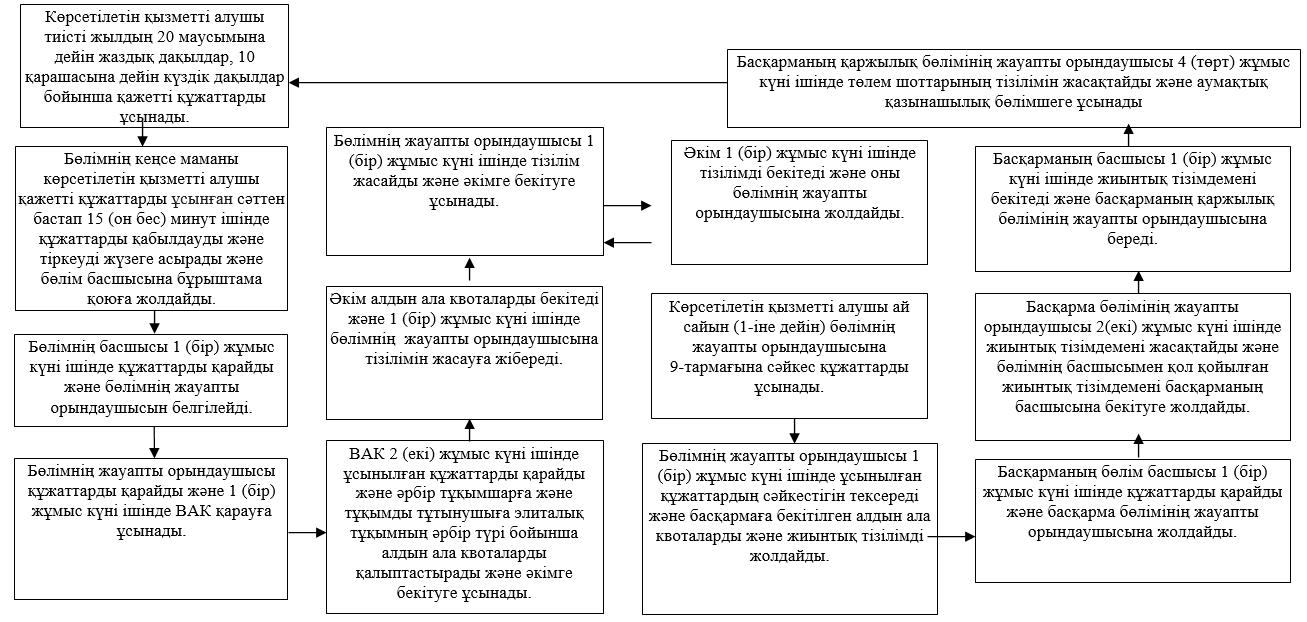 Көрсетілетін қызметті алушы
тиісті жылдың 20 маусымына
дейін жаздық дақылдар, 10
қарашасына дейін күздік дақылдар
бойынша қажетті құжаттарды
ұсынады.
Бөлімнің кеңсе маманы
көрсетілетін қызметті алушы
қажетті құжаттарды ұсынған сәттен
бастап 15 (он бес) минут ішінде
құжаттарды қабылдауды және
тіркеуді жүзеге асырады және
бөлім басшысына бұрыштама
қоюға жолдайды.
Бөлімнің басшысы 1 (бір) жұмыс
күні ішінде құжаттарды қарайды
және бөлімнің жауапты
орындаушысын белгілейді.
Бөлімнің жауапты орындаушысы
құжаттарды қарайды және 1 (бір)
жұмыс күні ішінде ВАК қарауға
ұсынады.
ВАК 2 (екі) жұмыс күні ішінде
ұсынылған құжаттарды қарайды
және әрбір тұқымшарға және
тұқымды тұтынушыға элиталық
тұқымның әрбір түрі бойынша
алдын ала квоталарды
қалыптастырады және әкімге
бекітуге ұсынады.
Әкім алдын ала квоталарды бекітеді
және 1 (бір) жұмыс күні ішінде
бөлімнің жауапты орындаушысына
тізілімін жасауға жібереді.
Бөлімнің жауапты орындаушысы 1
(бір) жұмыс күні ішінде тізілім
жасайды және әкімге бекітуге
ұсынады.
Әкім 1 (бір) жұмыс күні ішінде
тізілімді бекітеді және оны
бөлімнің жауапты
орындаушысына жолдайды.
Көрсетілетін қызметті алушы ай
сайын (1-іне дейін) бөлімнің
жауапты орындаушысына
9-тармағына сәйкес құжаттарды
ұсынады.
Бөлімнің жауапты орындаушысы 1
(бір) жұмыс күні ішінде ұсынылған
құжаттардың сәйкестігін тексереді
және басқармаға бекітілген алдын ала
квоталарды және жиынтық тізілімді
жолдайды.
Басқарманың бөлім басшысы 1 (бір)
жұмыс күні ішінде құжаттарды қарайды
және басқарма бөлімінің жауапты
орындаушысына жолдайды.
Басқарма бөлімінің жауапты
орындаушысы 2(екі) жұмыс күні ішінде
жиынтық тізімдемені жасақтайды және
бөлімнің басшысымен қол қойылған
жиынтық тізімдемені басқарманың
басшысына бекітуге жолдайды.
Басқарманың басшысы 1 (бір) жұмыс
күні ішінде жиынтық тізімдемені
бекітеді және басқарманың қаржылық
бөлімінің жауапты орындаушысына
береді.
Басқарманың қаржылық бөлімінің жауапты орындаушысы 4 (төрт) жұмыс
күні ішінде төлем шоттарының тізілімін жасақтайды және аумақтық
қазынашылық бөлімшеге ұсынады